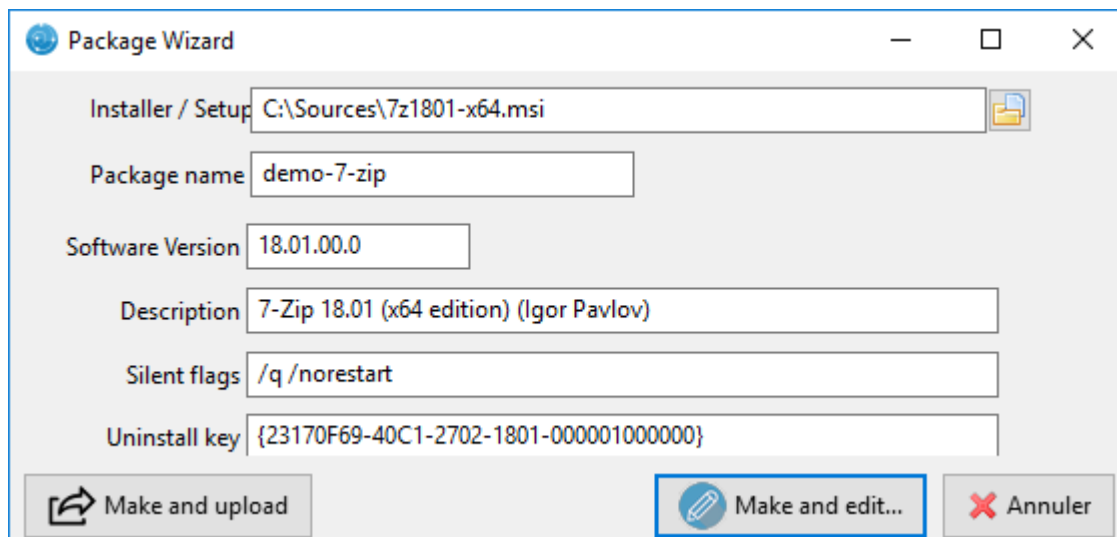 Package Wizard
Installer / Setup C:\Sources\7z1801-x64.msi
Package name demo-7-zip
Software Version 18.01.00.0
Description 7-Zip 18.01 (x64 edition) (Igor Pavlov)
Silent flags /q /norestart
Uninstall key {23170F69-40C1-2702-1801-000001000000}
Make and upload Make and edit... Annuler